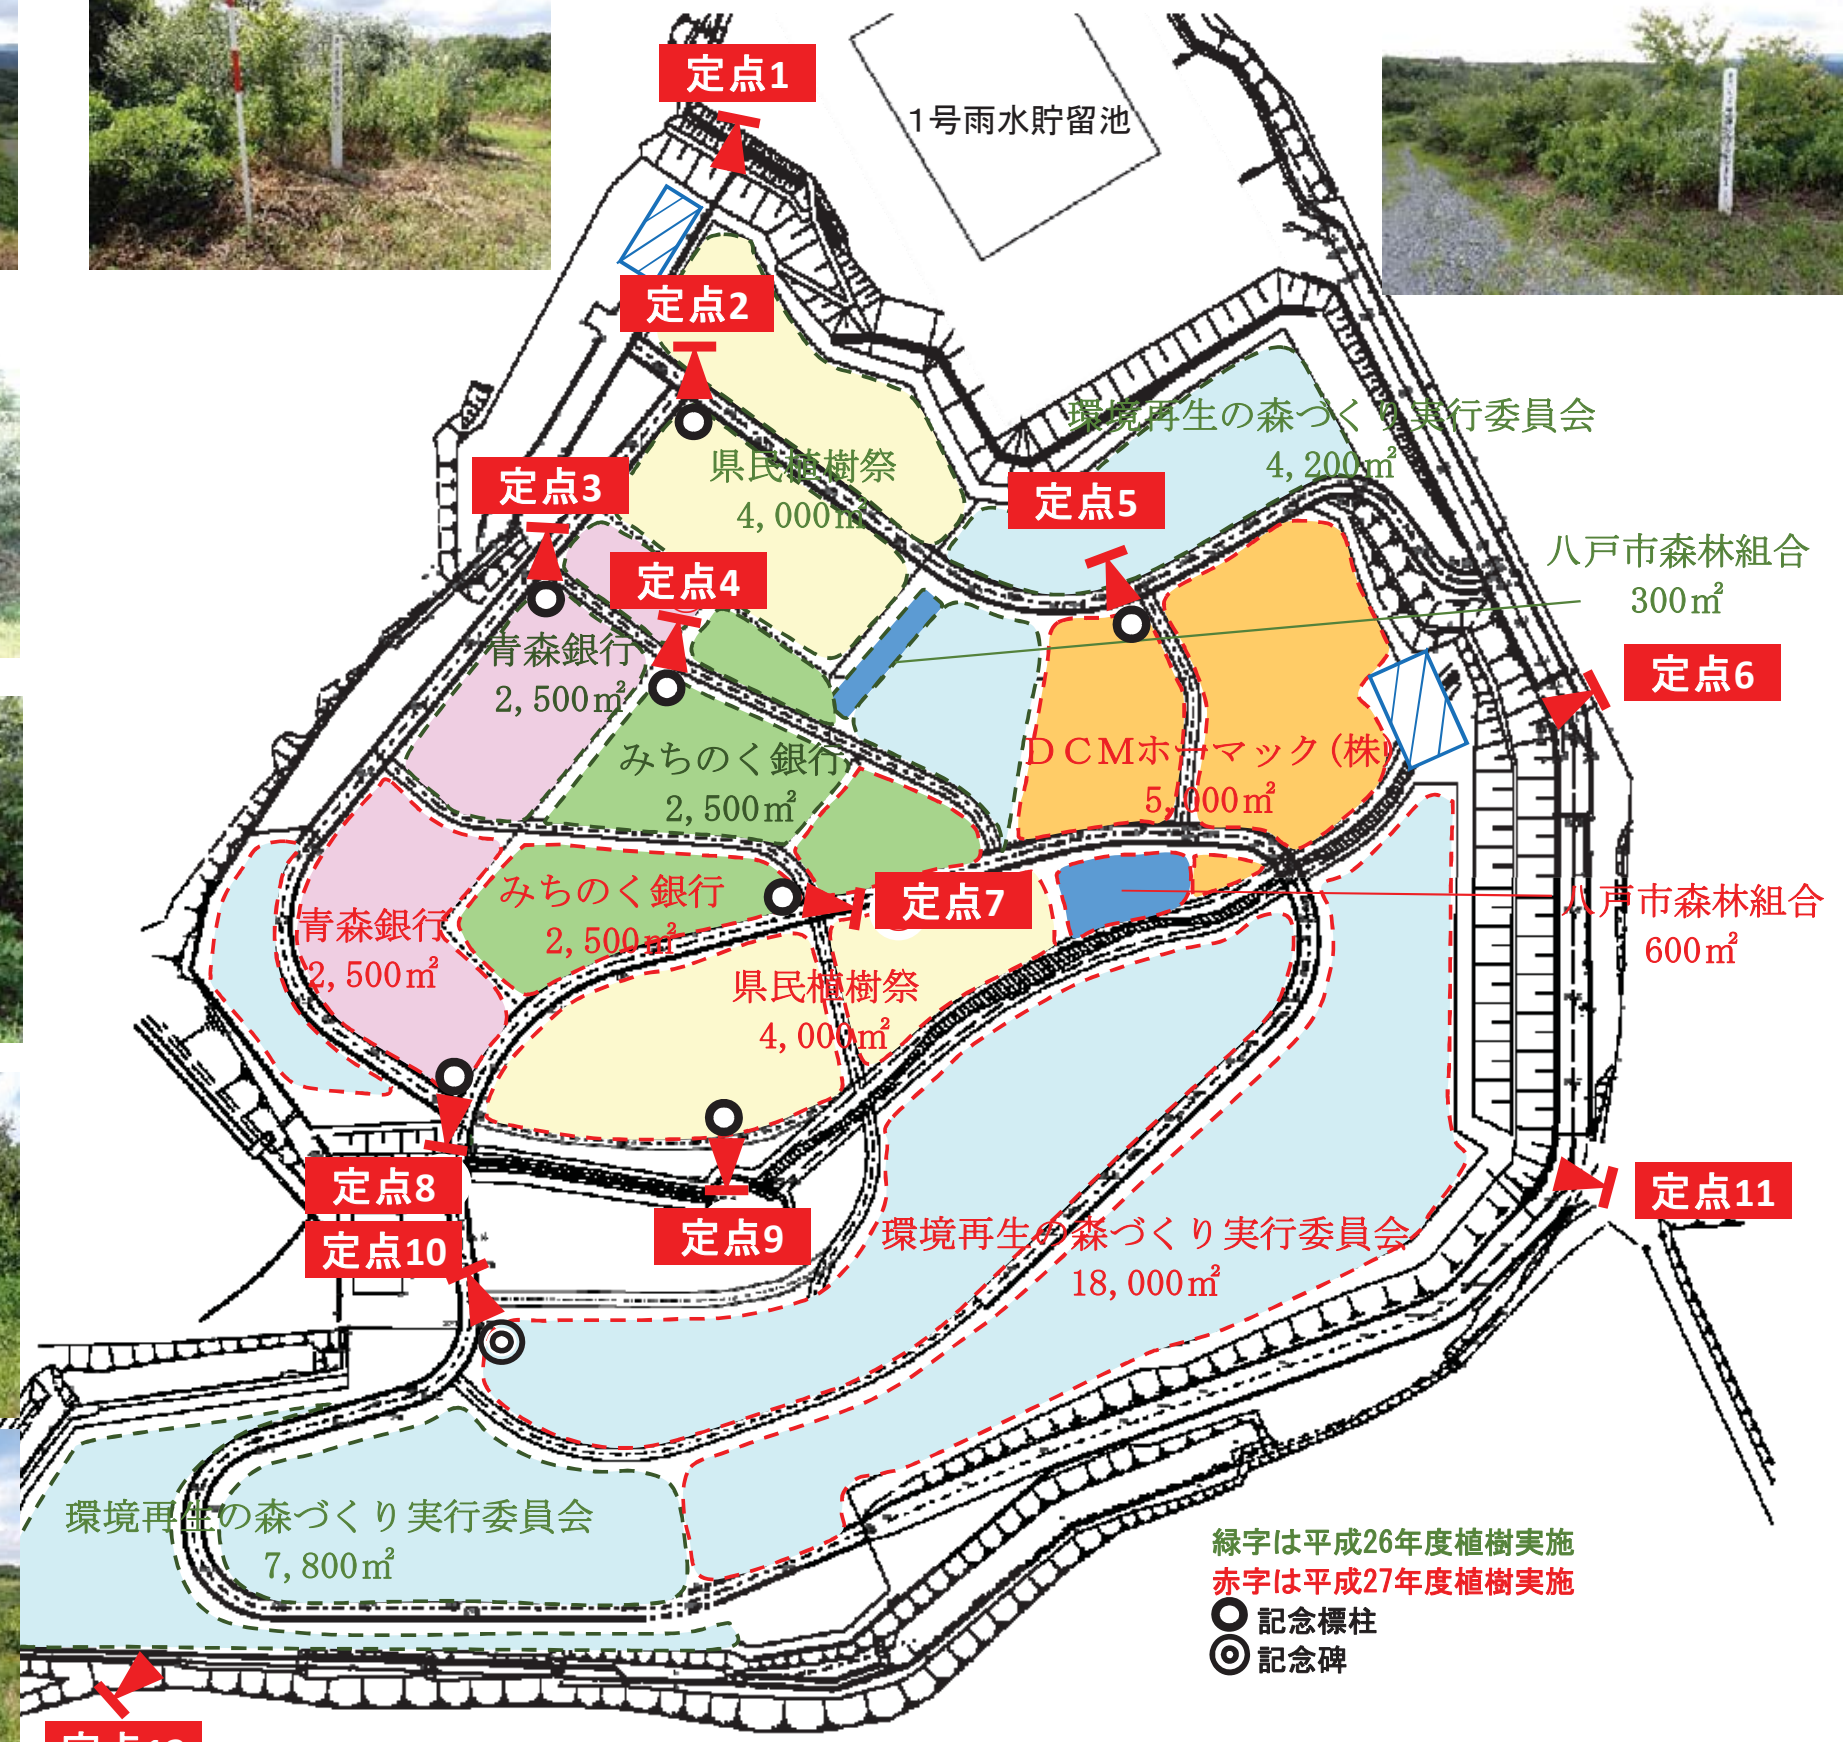 定点1
1号雨水貯留池
定点2
環境再生の森づくり実行委員会
4,200㎡
県民植樹祭
4,000㎡
定点3
定点5
八戸市森林組合
300㎡
定点4
青森銀行
2,500㎡
定点6
みちのく銀行
2,500㎡
DCMホーマック(株)
5,000㎡
みちのく銀行
2,500㎡
定点7
八戸市森林組合
600㎡
青森銀行
2,500㎡
県民植樹祭
4,000㎡
定点8
定点11
定点9
定点10
環境再生の森づくり実行委員会
18,000㎡
環境再生の森づくり実行委員会
7,800㎡
緑字は平成26年度植樹実施
赤字は平成27年度植樹実施
記念標柱
記念碑